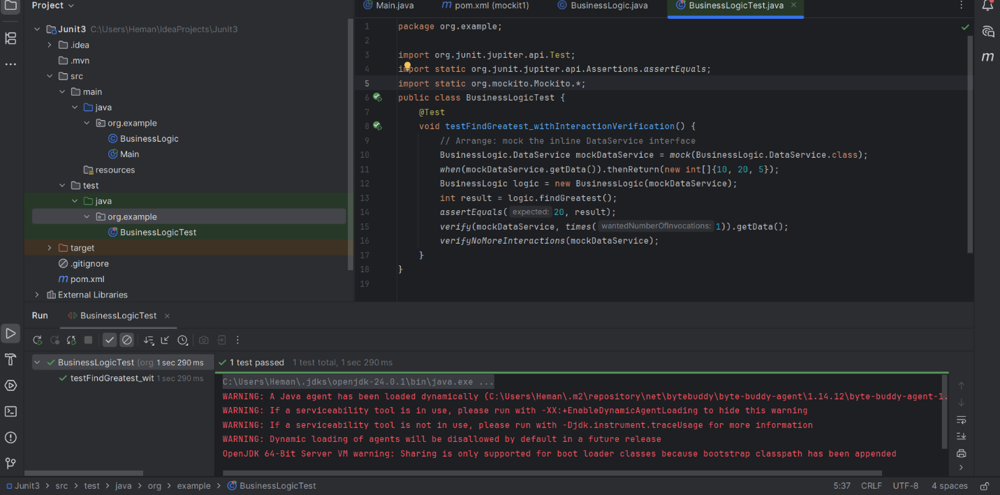 Project
Main.java
m pom.xml (mockit1)
BusinessLogic.java
BusinessLogicTest.java
Junit3 C:\Users\Heman\IdeaProjects\Junit3
.idea
.mvn
src
main
java
org.example
BusinessLogic
Main
resources
test
java
org.example
BusinessLogicTest
target
.gitignore
m pom.xml
External Libraries
1 package org.example;
2
3 import org.junit.jupiter.api.Test;
4 import static org.junit.jupiter.api.Assertions.assertEquals;
5 import static org.mockito.Mockito.*;
6 public class BusinessLogicTest {
7 @Test
8 void testFindGreatest_withInteractionVerification() {
9 // Arrange: mock the inline DataService interface
10 BusinessLogic.DataService mockDataService = mock(BusinessLogic.DataService.class);
11 when(mockDataService.getData()).thenReturn(new int[]{10, 20, 5});
12 BusinessLogic logic = new BusinessLogic(mockDataService);
13 int result = logic.findGreatest();
14 assertEquals( expected: 20, result);
15 verify(mockDataService, times( wantedNumberOfInvocations: 1)).getData();
16 verifyNoMoreInteractions(mockDataService);
17 }
18 }
19
m
Run BusinessLogicTest
BusinessLogicTest (org 1 sec 290 ms
testFindGreatest_wit 1 sec 290 ms
1 test passed 1 test total, 1 sec 290 ms
C:\Users\Heman\.jdks\openjdk-24.0.1\bin\java.exe ...
WARNING: A Java agent has been loaded dynamically (C:\Users\Heman\.m2\repository\net\bytebuddy\byte-buddy-agent\1.14.12\byte-buddy-agent-1.
WARNING: If a serviceability tool is in use, please run with -XX:+EnableDynamicAgentLoading to hide this warning
WARNING: If a serviceability tool is not in use, please run with -Djdk.instrument.traceUsage for more information
WARNING: Dynamic loading of agents will be disallowed by default in a future release
OpenJDK 64-Bit Server VM warning: Sharing is only supported for boot loader classes because bootstrap classpath has been appended
Junit3 > src > test > java > org > example > BusinessLogicTest
5:37 CRLF UTF-8 4 spaces